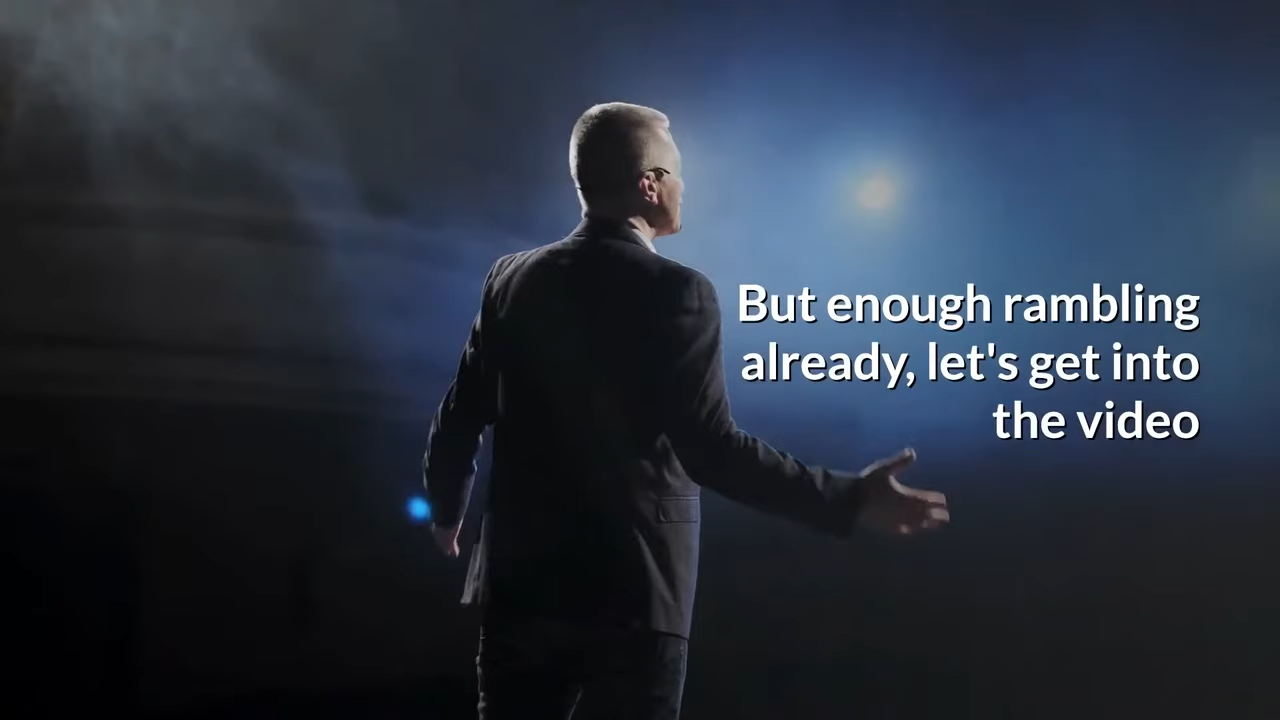 But enough rambling
already, let's get into
the video